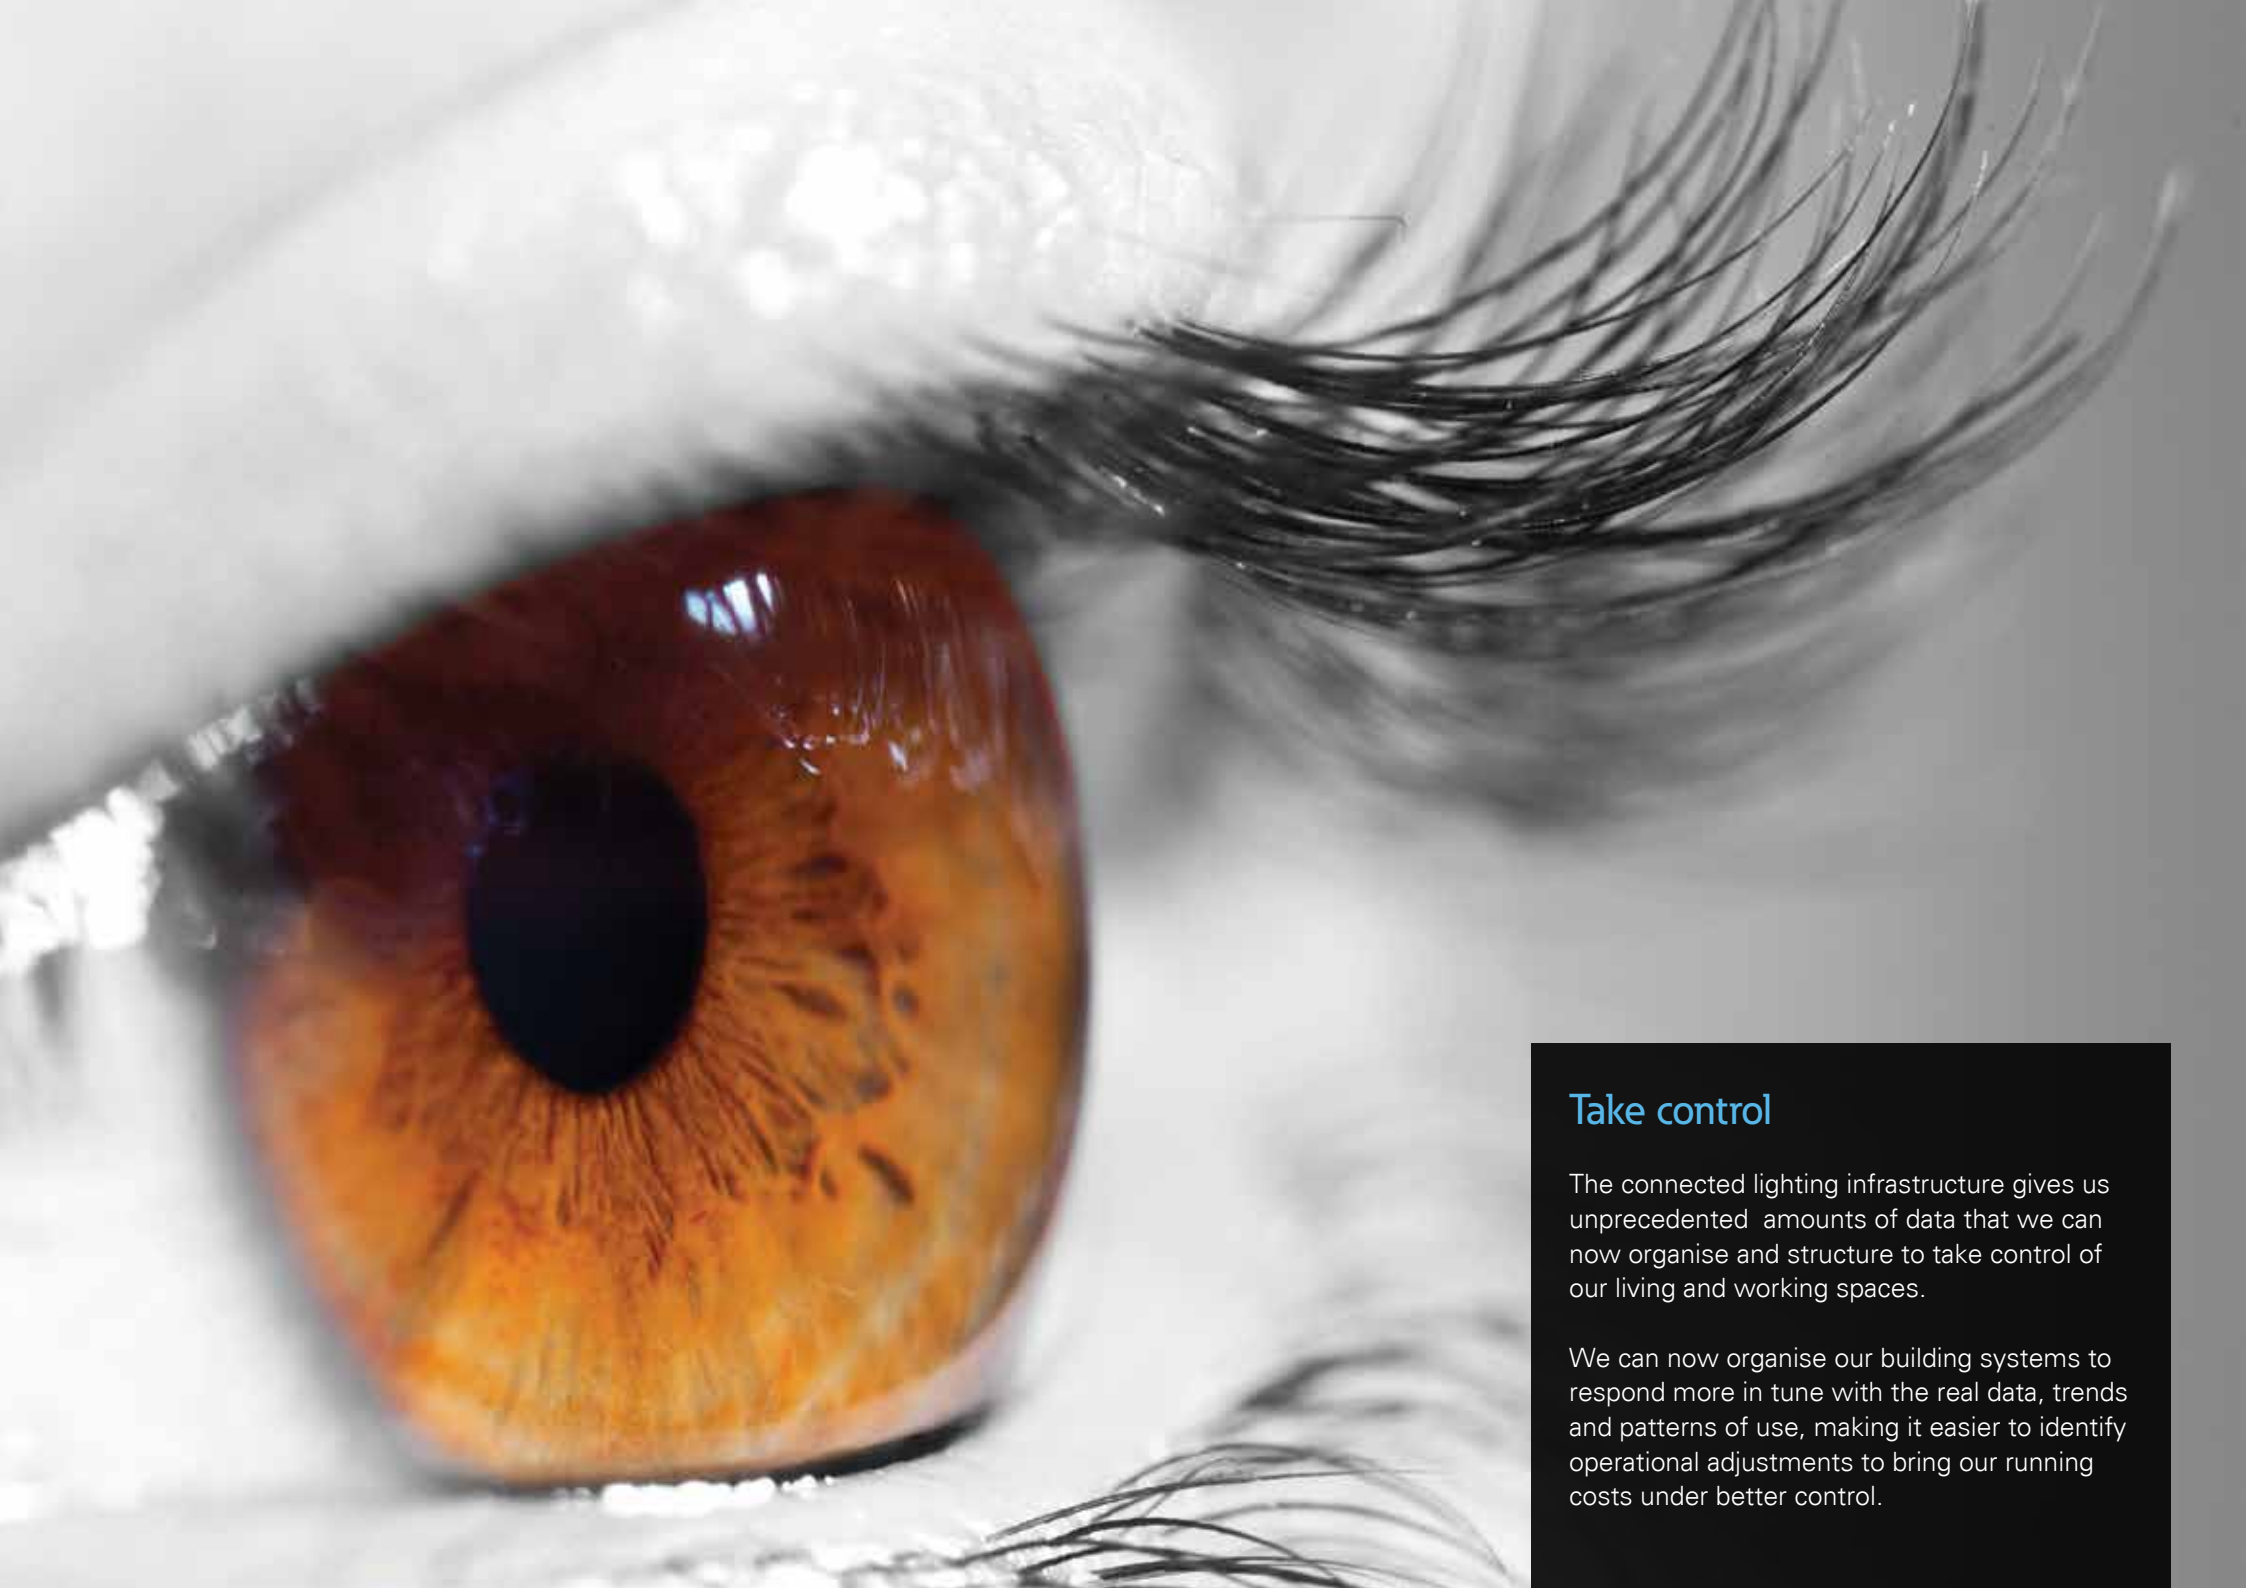 Take control
The connected lighting infrastructure gives us
unprecedented  amounts of data that we can
now organise and structure to take control of
our living and working spaces.
We can now organise our building systems to
respond more in tune with the real data, trends
and patterns of use, making it easier to identify
operational adjustments to bring our running
costs under better control.